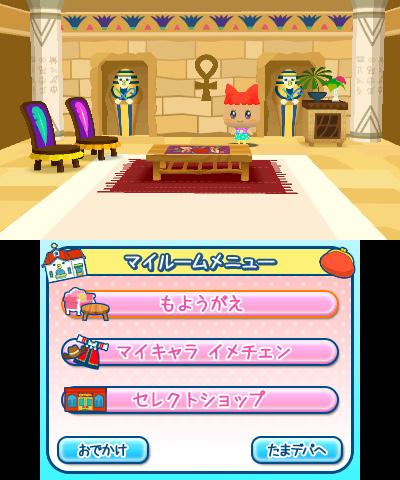 マイルームメニュー
もようがえ
マイキャラ イメチェン
セレクトショップ
おでかけ
たまデパへ